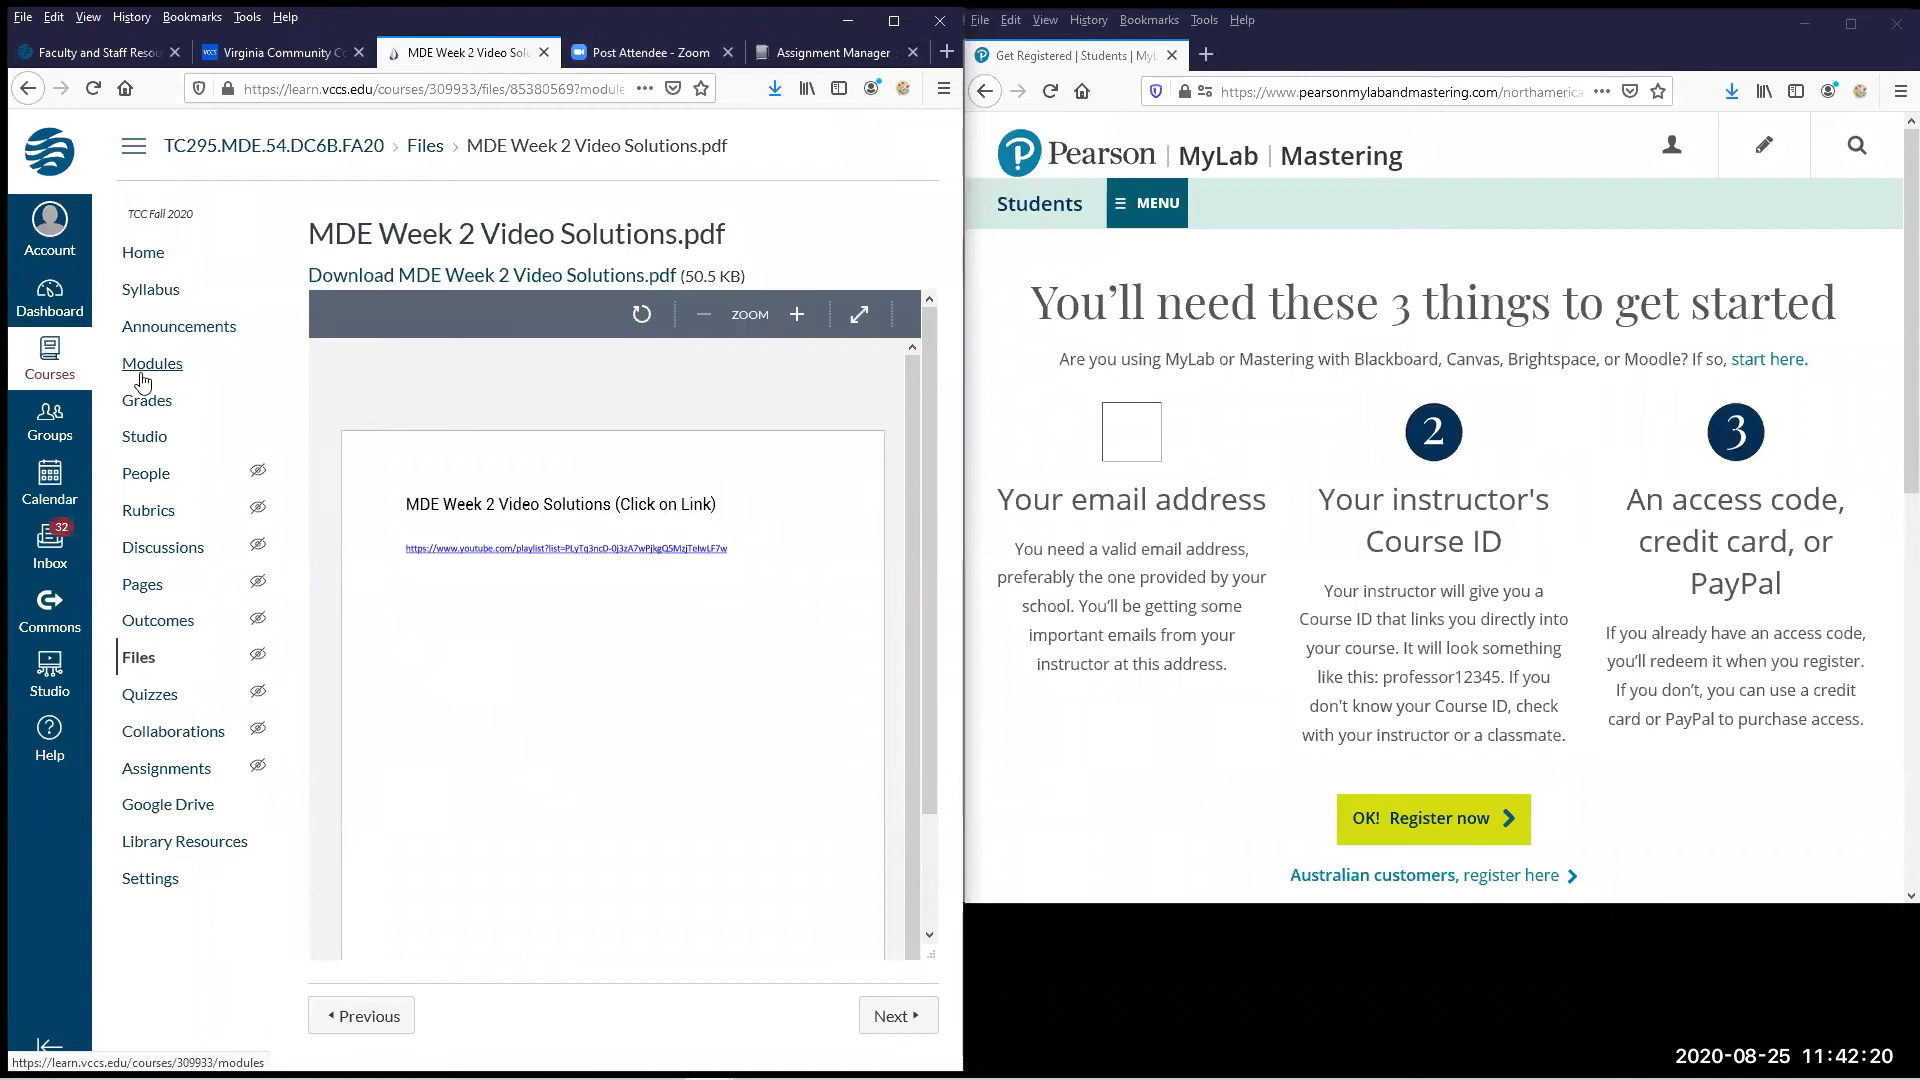 File Edit View History Bookmarks Tools Help
Faculty and Staff Resou
Virginia Community Co
MDE Week 2 Video Solu
Post Attendee - Zoom
Assignment Manager
https://learn.vccs.edu/courses/309933/files/85380569?module
TC295.MDE.54.DC6B.FA20 › Files › MDE Week 2 Video Solutions.pdf
Account
Dashboard
Courses
Groups
Calendar
32
Inbox
Commons
Studio
Help
TCC Fall 2020
Home
Syllabus
Announcements
Modules
Grades
Studio
People
Rubrics
Discussions
Pages
Outcomes
Files
Quizzes
Collaborations
Assignments
Google Drive
Library Resources
Settings
MDE Week 2 Video Solutions.pdf
Download MDE Week 2 Video Solutions.pdf (50.5 KB)
ZOOM
MDE Week 2 Video Solutions (Click on Link)
Previous
Next
https://learn.vccs.edu/courses/309933/modules
File Edit View History Bookmarks Tools Help
Get Registered | Students | MyL
https://www.pearsonmylabandmastering.com/northamerica
P Pearson | MyLab | Mastering
Students
MENU
You’ll need these 3 things to get started
Are you using MyLab or Mastering with Blackboard, Canvas, Brightspace, or Moodle? If so, start here.
Your email address
You need a valid email address,
preferably the one provided by your
school. You’ll be getting some
important emails from your
instructor at this address.
2
Your instructor's
Course ID
Your instructor will give you a
Course ID that links you directly into
your course. It will look something
like this: professor12345. If you
don't know your Course ID, check
with your instructor or a classmate.
3
An access code,
credit card, or
PayPal
If you already have an access code,
you’ll redeem it when you register.
If you don’t, you can use a credit
card or PayPal to purchase access.
OK! Register now
Australian customers, register here
2020-08-25 11:42:20